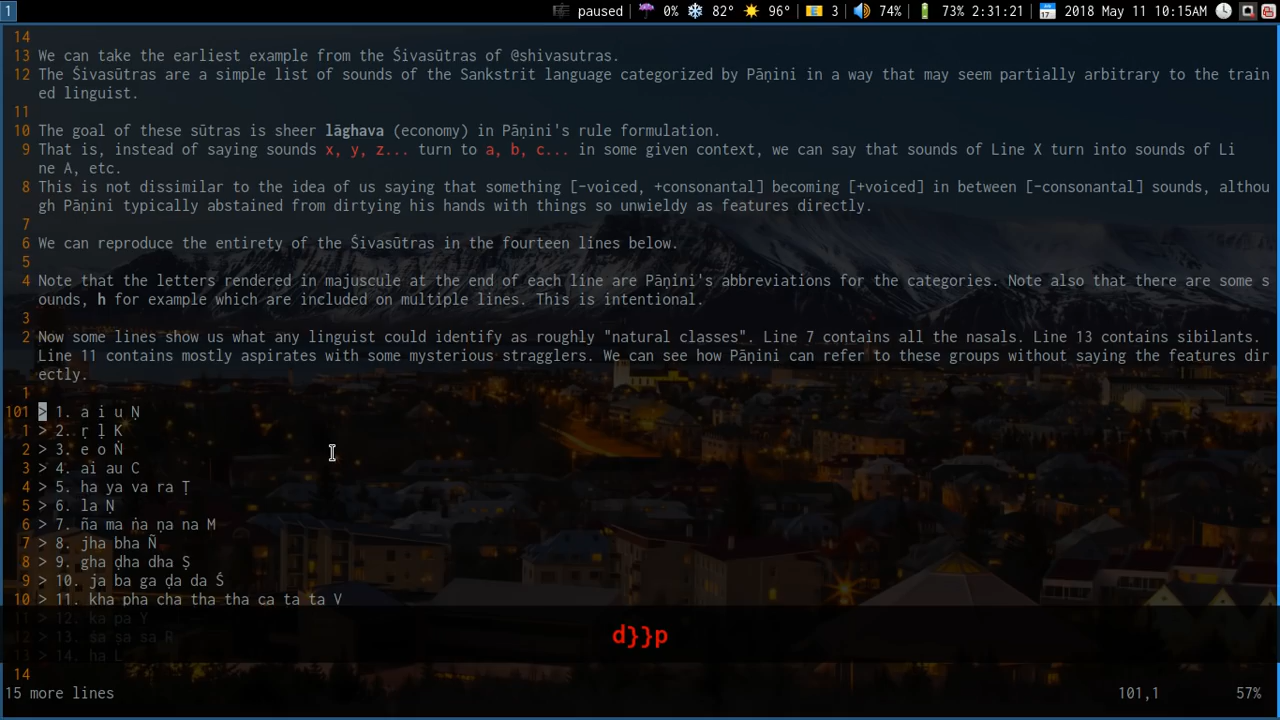 1 paused 0% 82° 96° 3 74% 73% 2:31:21 2018 May 11 10:15AM
14
13 We can take the earliest example from the Śivasūtras of @shivasutras.
12 The Śivasūtras are a simple list of sounds of the Sankstrit language categorized by Pāṇini in a way that may seem partially arbitrary to the train
ed linguist.
11
10 The goal of these sūtras is sheer lāghava (economy) in Pāṇini's rule formulation.
9 That is, instead of saying sounds x, y, z... turn to a, b, c... in some given context, we can say that sounds of Line X turn into sounds of Li
ne A, etc.
8 This is not dissimilar to the idea of us saying that something [-voiced, +consonantal] becoming [+voiced] in between [-consonantal] sounds, althou
gh Pāṇini typically abstained from dirtying his hands with things so unwieldy as features directly.
7
6 We can reproduce the entirety of the Śivasūtras in the fourteen lines below.
5
4 Note that the letters rendered in majuscule at the end of each line are Pāṇini's abbreviations for the categories. Note also that there are some s
ounds, h for example which are included on multiple lines. This is intentional.
3
2 Now some lines show us what any linguist could identify as roughly "natural classes". Line 7 contains all the nasals. Line 13 contains sibilants.
Line 11 contains mostly aspirates with some mysterious stragglers. We can see how Pāṇini can refer to these groups without saying the features dir
ectly.
1
101 > 1. a i u Ṇ
1 > 2. ṛ ḷ K
2 > 3. e o Ṅ
3 > 4. ai au C
4 > 5. ha ya va ra Ṭ
5 > 6. la Ṇ
6 > 7. ña ma ṅa ṇa na M
7 > 8. jha bha Ñ
8 > 9. gha ḍha dha Ṣ
9 > 10. ja ba ga ḍa da Ś
10 > 11. kha pha cha ṭha tha ca ṭa ta V
11 > 12. ka pa Y
12 > 13. śa ṣa sa R
13 > 14. ha L
d}}p
14
15 more lines 101,1 57%